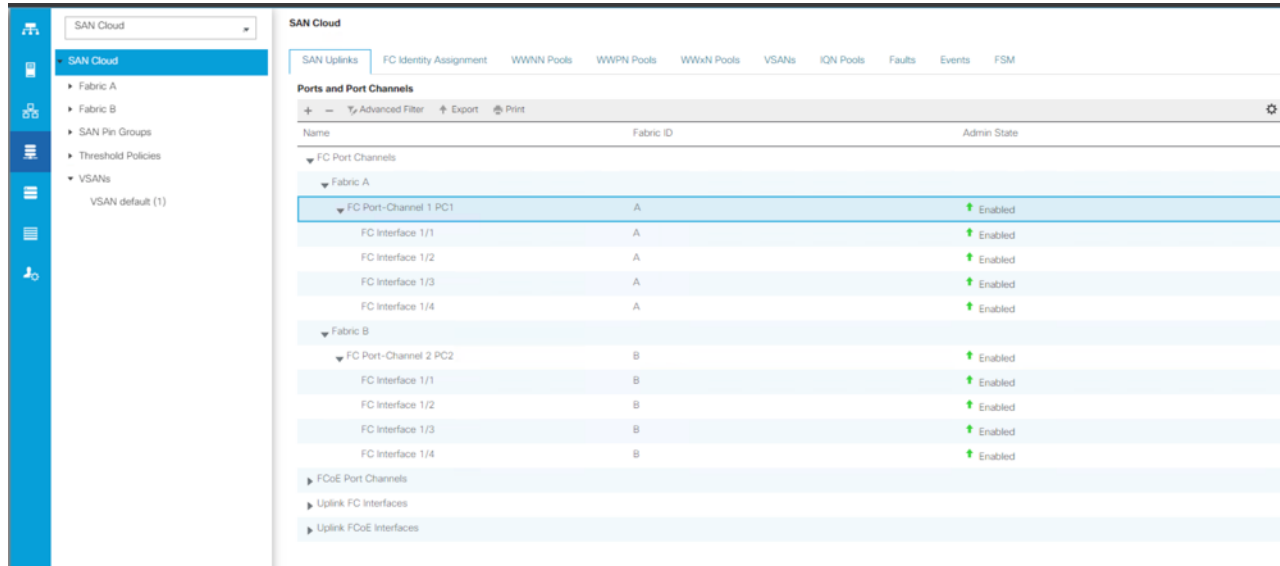 SAN Cloud
SAN Cloud
Fabric A
Fabric B
SAN Pin Groups
Threshold Policies
VSANs
VSAN default (1)
SAN Cloud
SAN Uplinks FC Identity Assignment WWNN Pools WWPN Pools WWxN Pools VSANs IQN Pools Faults Events FSM
Ports and Port Channels
+ − Advanced Filter Export Print
Name Fabric ID Admin State
FC Port Channels
Fabric A
FC Port-Channel 1 PC1 A Enabled
FC Interface 1/1 A Enabled
FC Interface 1/2 A Enabled
FC Interface 1/3 A Enabled
FC Interface 1/4 A Enabled
Fabric B
FC Port-Channel 2 PC2 B Enabled
FC Interface 1/1 B Enabled
FC Interface 1/2 B Enabled
FC Interface 1/3 B Enabled
FC Interface 1/4 B Enabled
FCoE Port Channels
Uplink FC Interfaces
Uplink FCoE Interfaces